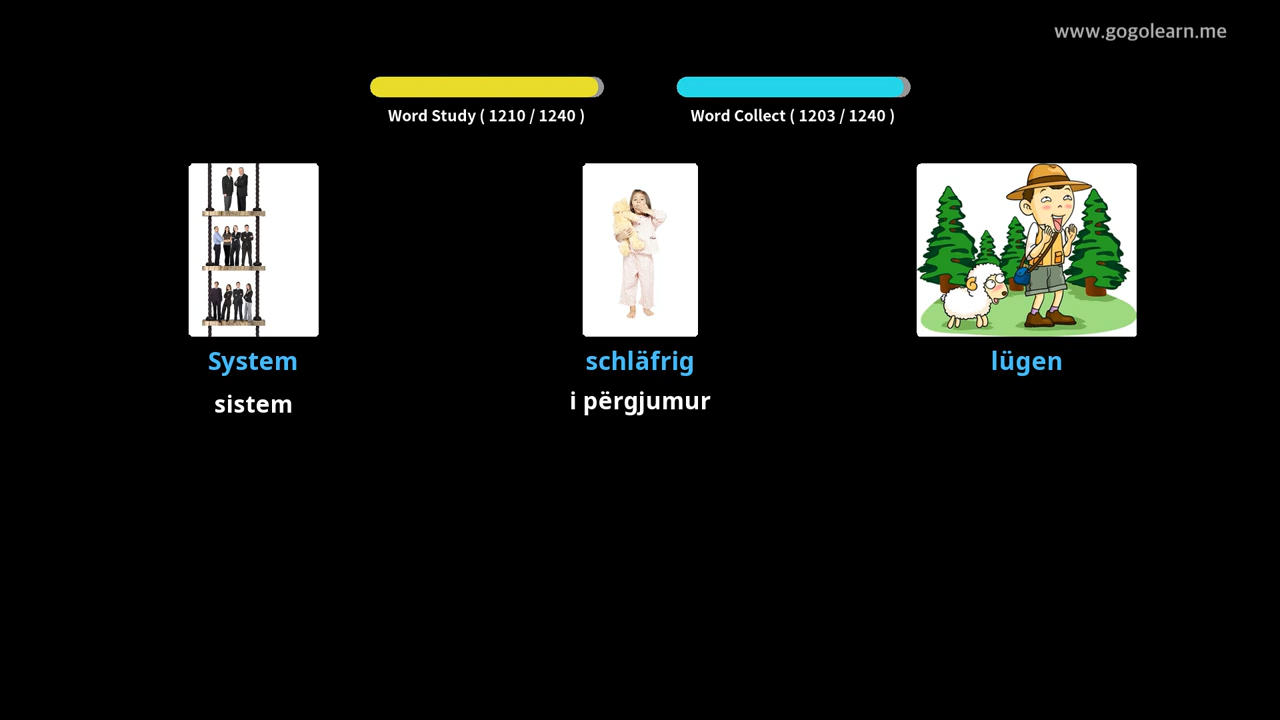 www.gogolearn.me
Word Study ( 1210 / 1240 )
Word Collect ( 1203 / 1240 )
System
schläfrig
lügen
sistem
i përgjumur